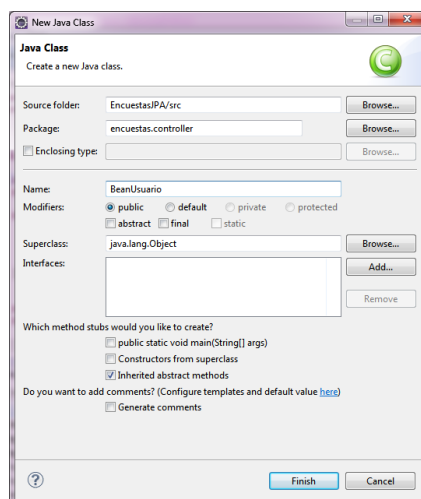 New Java Class
Java Class
Create a new Java class.
C
Source folder: EncuestasJPA/src Browse...
Package: encuestas.controller Browse...
Enclosing type: Browse...
Name: BeanUsuario
Modifiers: public default private protected
abstract final static
Superclass: java.lang.Object Browse...
Interfaces: Add...
Remove
Which method stubs would you like to create?
public static void main(String[] args)
Constructors from superclass
Inherited abstract methods
Do you want to add comments? (Configure templates and default value here)
Generate comments
? Finish Cancel